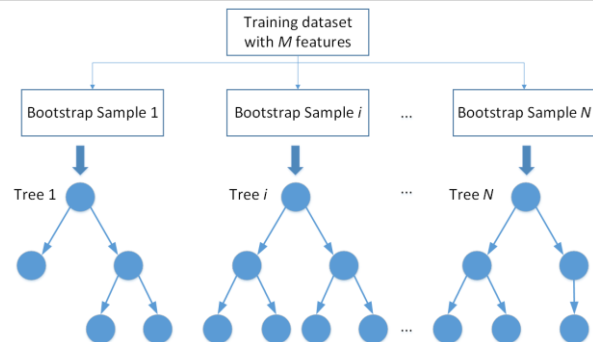 Training dataset
with M features
Bootstrap Sample 1
Bootstrap Sample i
...
Bootstrap Sample N
Tree 1
Tree i
...
Tree N
...